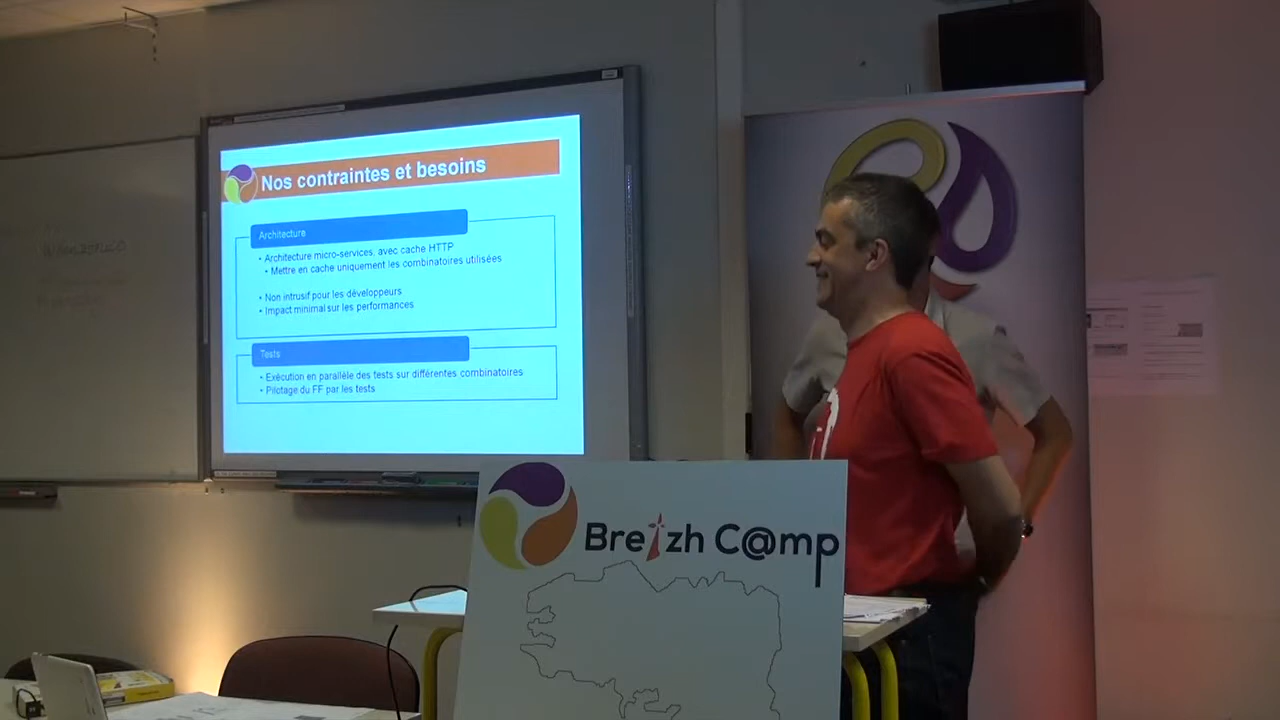 Nos contraintes et besoins
Architecture
• Architecture micro-services, avec cache HTTP
• Mettre en cache uniquement les combinatoires utilisées
• Non intrusif pour les développeurs
• Impact minimal sur les performances
Tests
• Exécution en parallèle des tests sur différentes combinatoires
• Pilotage du FF par les tests
Breizh C@mp